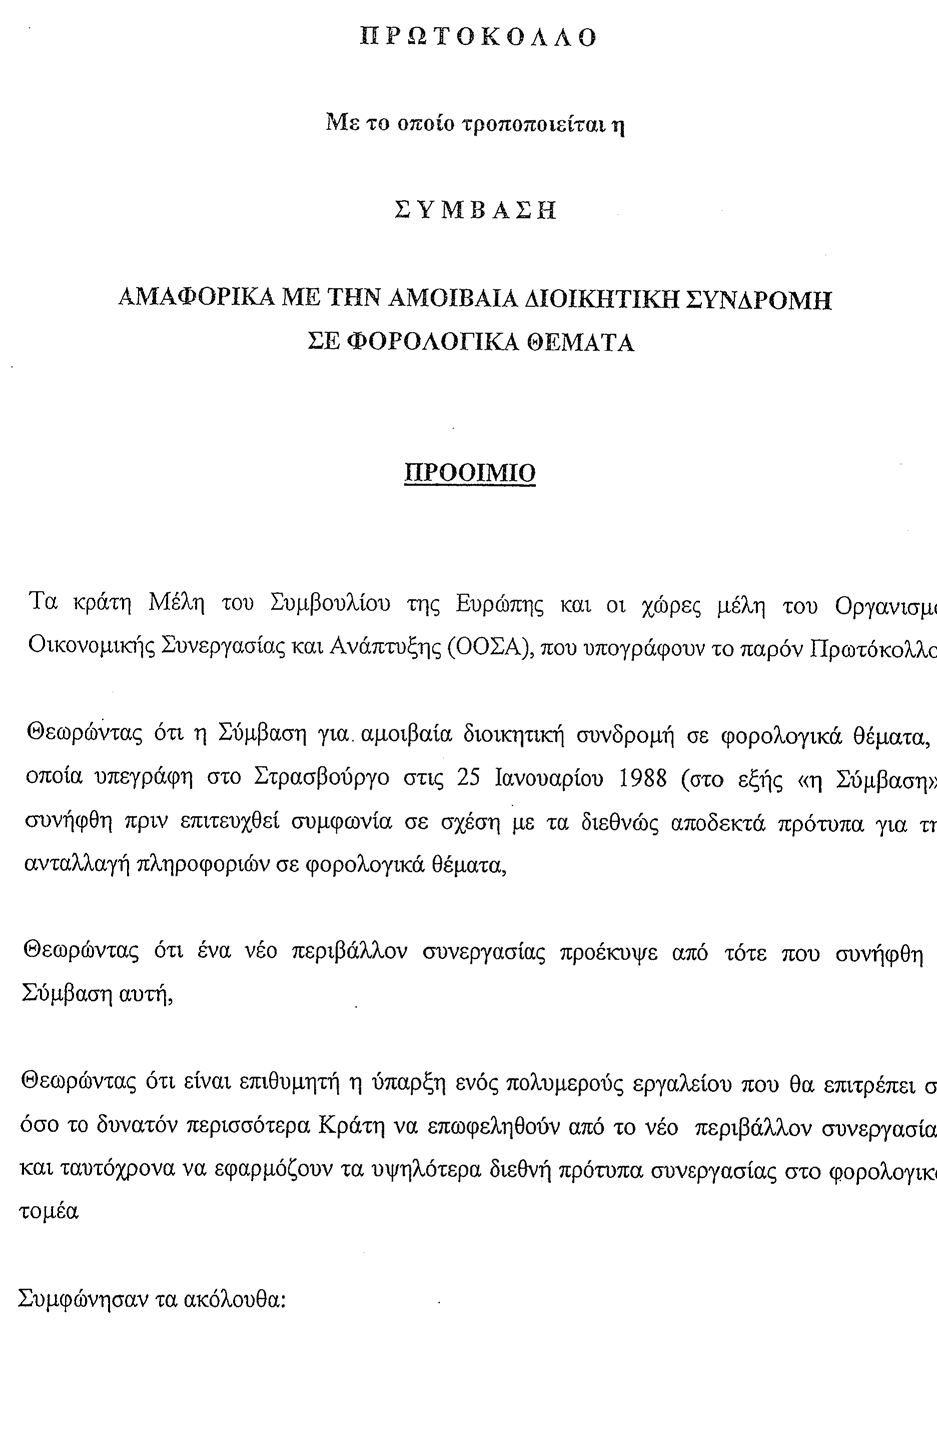 ΠΡΩΤΟΚΟΛΛΟ
Με το οποίο τροποποιείται η
ΣΥΜΒΑΣΗ
ΑΜΑΦΟΡΙΚΑ ΜΕ ΤΗΝ ΑΜΟΙΒΑΙΑ ΔΙΟΙΚΗΤΙΚΗ ΣΥΝΔΡΟΜΗ
ΣΕ ΦΟΡΟΛΟΓΙΚΑ ΘΕΜΑΤΑ
ΠΡΟΟΙΜΙΟ
Τα κράτη Μέλη του Συμβουλίου της Ευρώπης και οι χώρες μέλη του
Οικονομικής Συνεργασίας και Ανάπτυξης (ΟΟΣΑ), που υπογράφουν το παρόν Πρωτόκολλο
Θεωρώντας ότι η Σύμβαση για αμοιβαία διοικητική συνδρομή σε φορολογικά θέματα,
οποία υπεγράφη στο Στρασβούργο στις 25 Ιανουαρίου 1988 (στο εξής «η Σύμβαση»
συνήφθη πριν επιτευχθεί συμφωνία σε σχέση με τα διεθνώς αποδεκτά πρότυπα για
ανταλλαγή πληροφοριών σε φορολογικά θέματα,
Θεωρώντας ότι ένα νέο περιβάλλον συνεργασίας προέκυψε από τότε που συνήφθη
Σύμβαση αυτή,
Θεωρώντας ότι είναι επιθυμητή η ύπαρξη ενός πολυμερούς εργαλείου που θα επιτρέπει σ
όσο το δυνατόν περισσότερα Κράτη να επωφεληθούν από το νέο περιβάλλον συνεργασία
και ταυτόχρονα να εφαρμόζουν τα υψηλότερα διεθνή πρότυπα συνεργασίας στο
τομέα
Συμφώνησαν τα ακόλουθα: